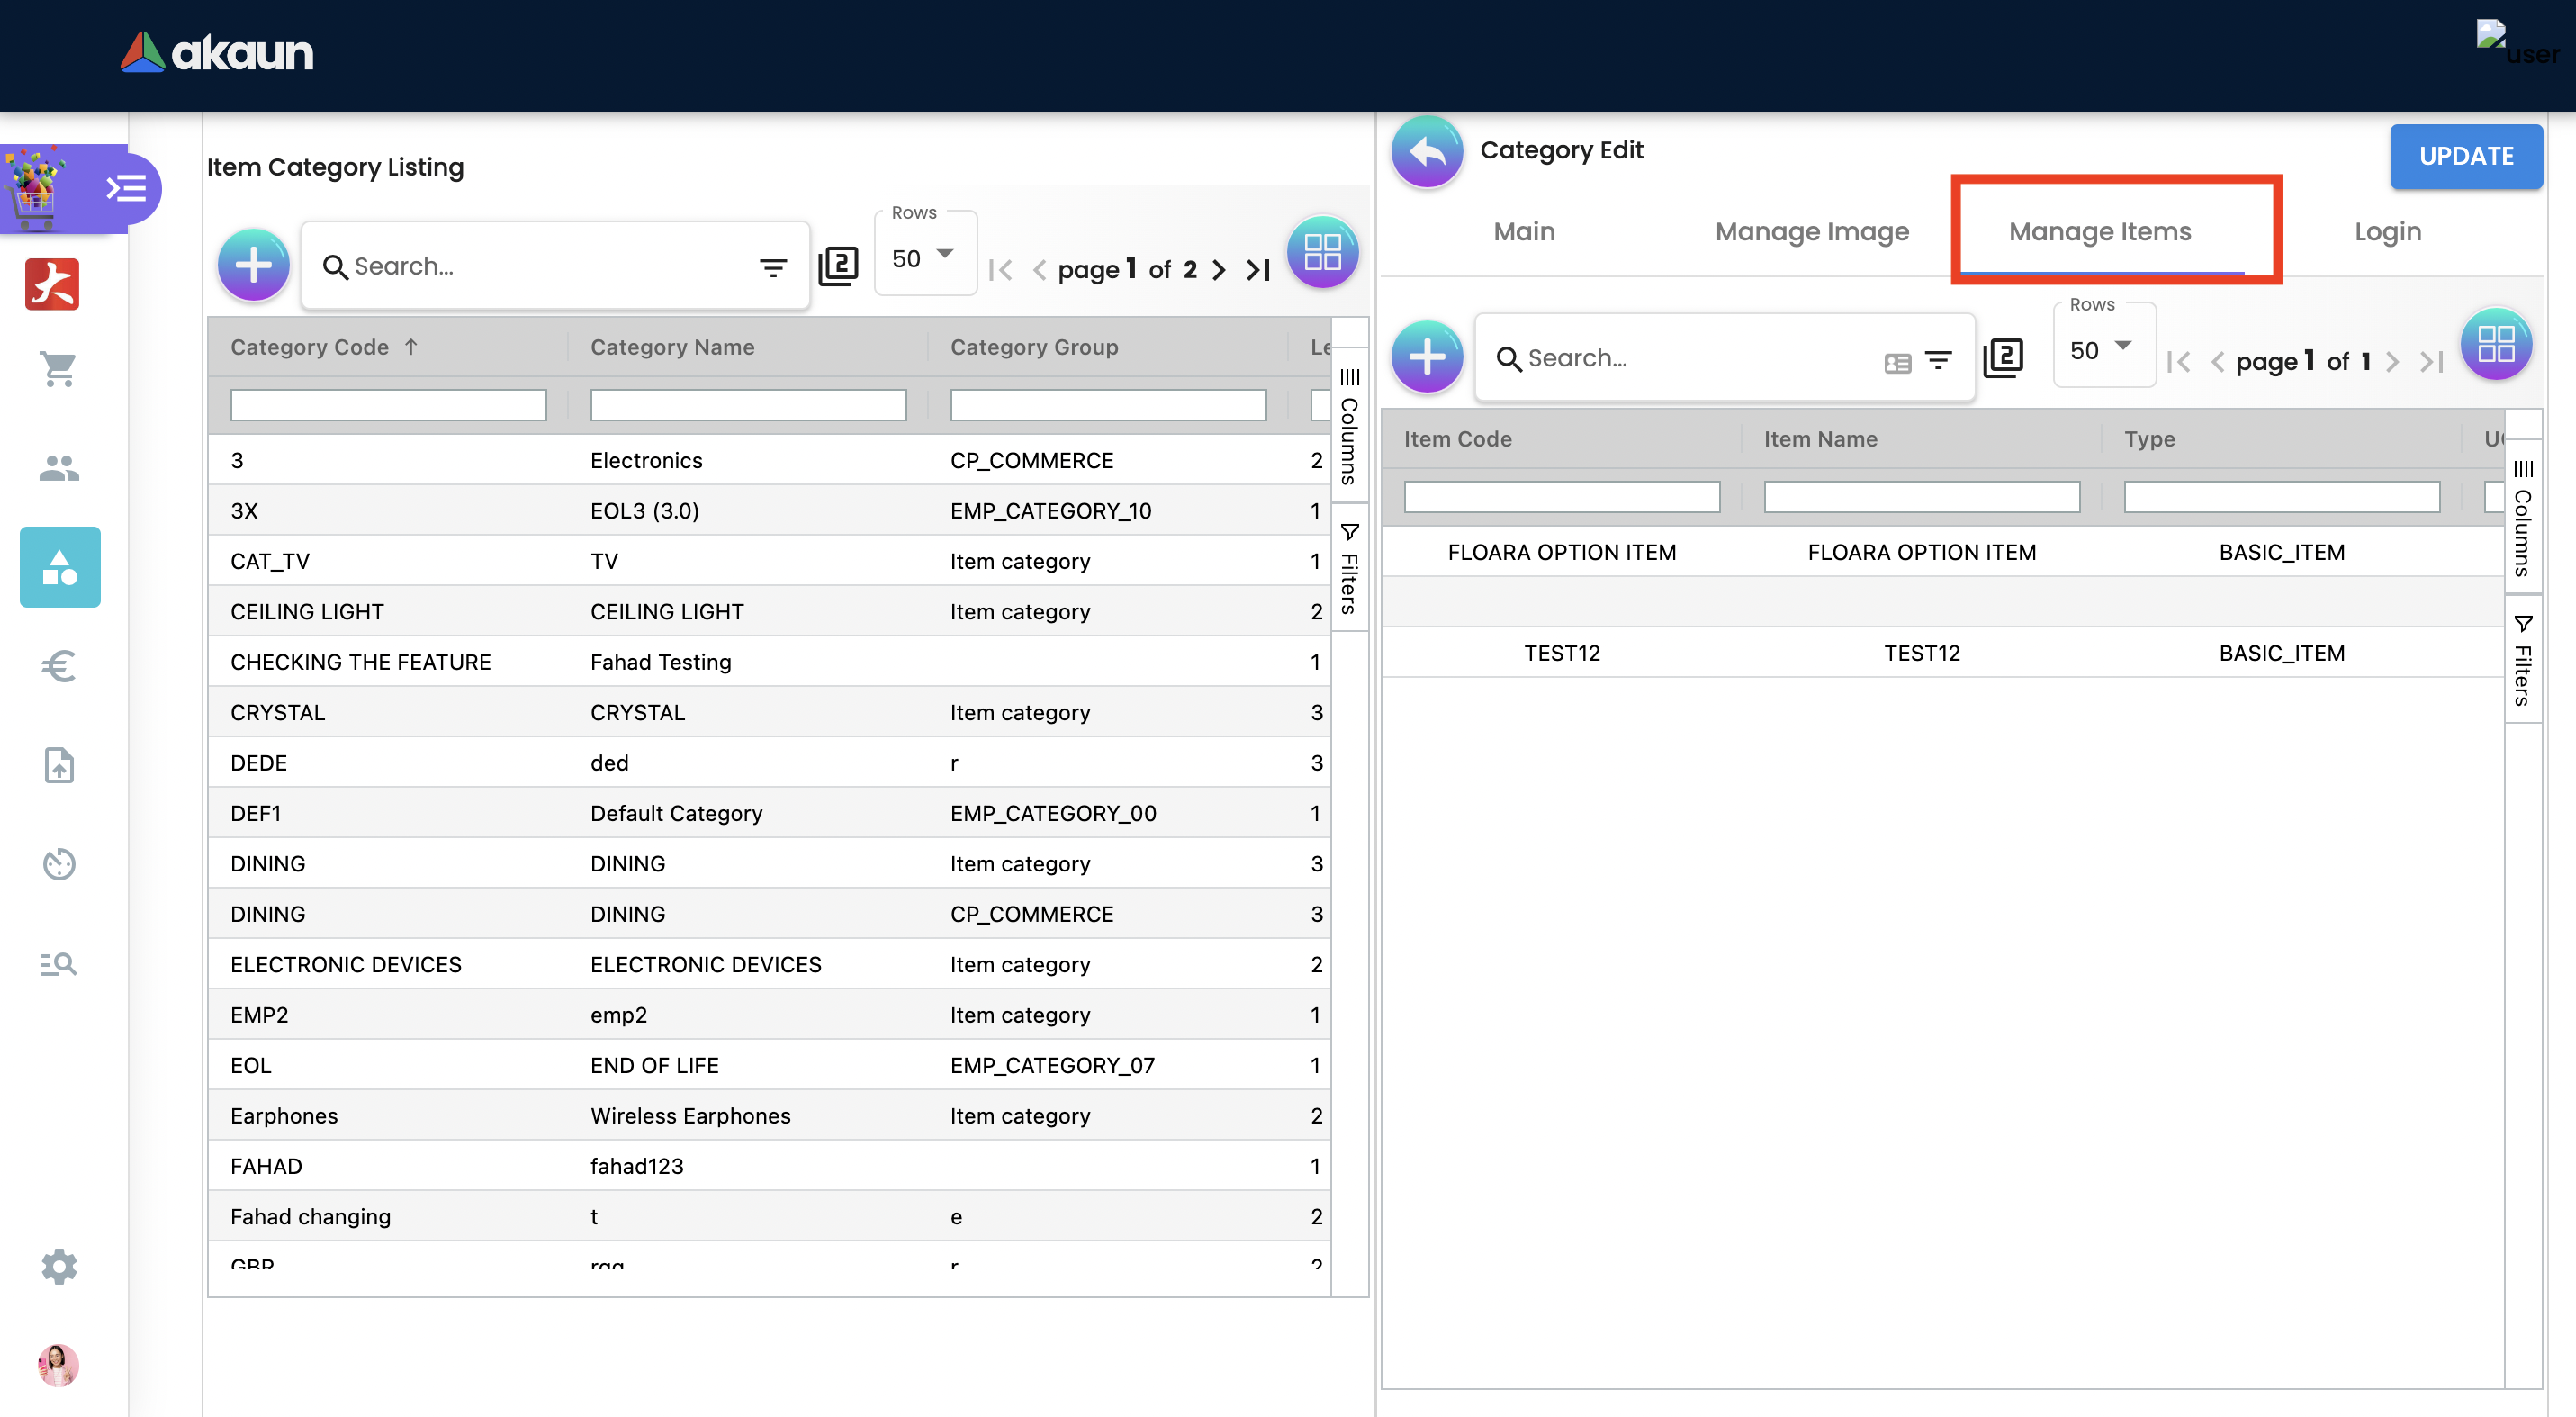 akaun
user
Item Category Listing
Search...
2
Rows
50
page 1 of 2
Category Code ↑ Category Name Category Group Le
3 Electronics CP_COMMERCE 2
3X EOL3 (3.0) EMP_CATEGORY_10 1
CAT_TV TV Item category 1
CEILING LIGHT CEILING LIGHT Item category 2
CHECKING THE FEATURE Fahad Testing 1
CRYSTAL CRYSTAL Item category 3
DEDE ded r 3
DEF1 Default Category EMP_CATEGORY_00 1
DINING DINING Item category 3
DINING DINING CP_COMMERCE 3
ELECTRONIC DEVICES ELECTRONIC DEVICES Item category 2
EMP2 emp2 Item category 1
EOL END OF LIFE EMP_CATEGORY_07 1
Earphones Wireless Earphones Item category 2
FAHAD fahad123 1
Fahad changing t e 2
GBR r 2
Columns
Filters
Category Edit
UPDATE
Main Manage Image Manage Items Login
Search...
2
Rows
50
page 1 of 1
Item Code Item Name Type
FLOARA OPTION ITEM FLOARA OPTION ITEM BASIC_ITEM
TEST12 TEST12 BASIC_ITEM
Columns
Filters